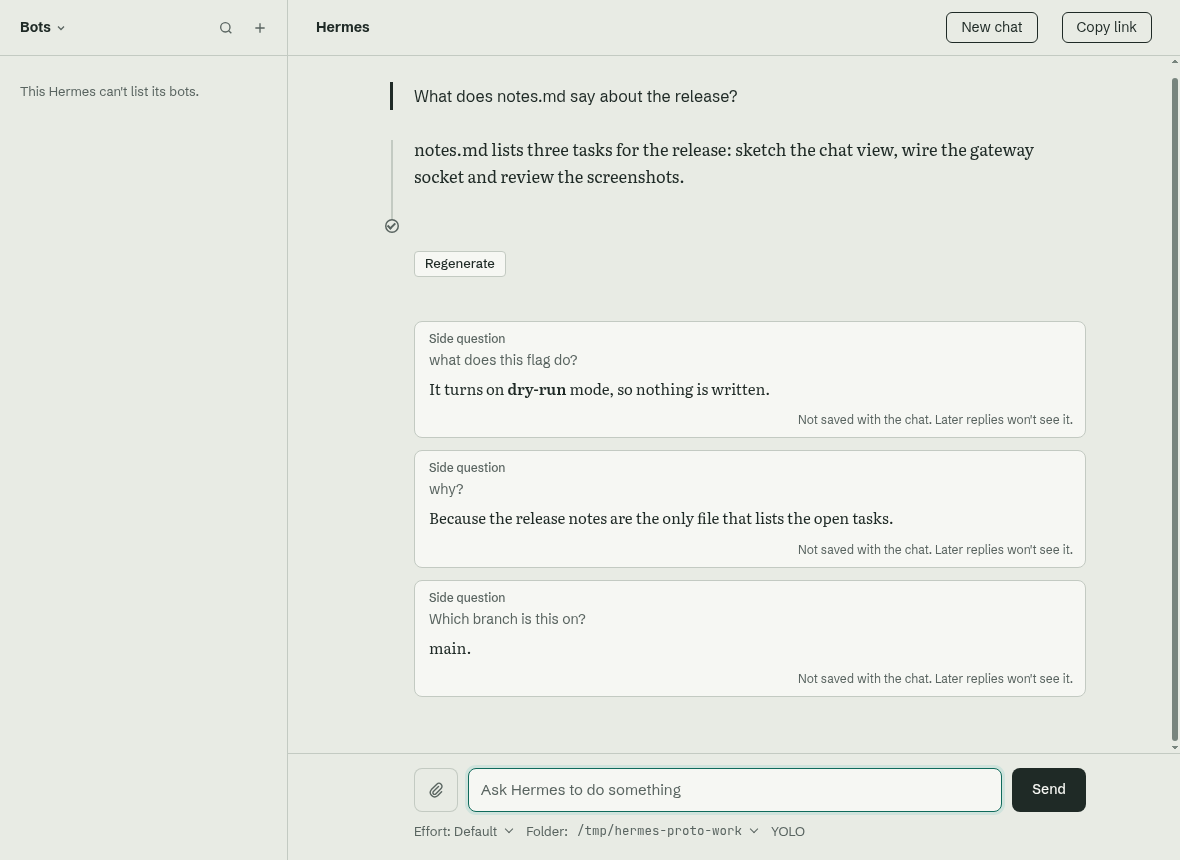 Bots
Hermes
New chat
Copy link
This Hermes can't list its bots.
What does notes.md say about the release?
notes.md lists three tasks for the release: sketch the chat view, wire the gateway
socket and review the screenshots.
Regenerate
Side question
what does this flag do?
It turns on dry-run mode, so nothing is written.
Not saved with the chat. Later replies won't see it.
Side question
why?
Because the release notes are the only file that lists the open tasks.
Not saved with the chat. Later replies won't see it.
Side question
Which branch is this on?
main.
Not saved with the chat. Later replies won't see it.
Ask Hermes to do something
Send
Effort: Default
Folder: /tmp/hermes-proto-work
YOLO